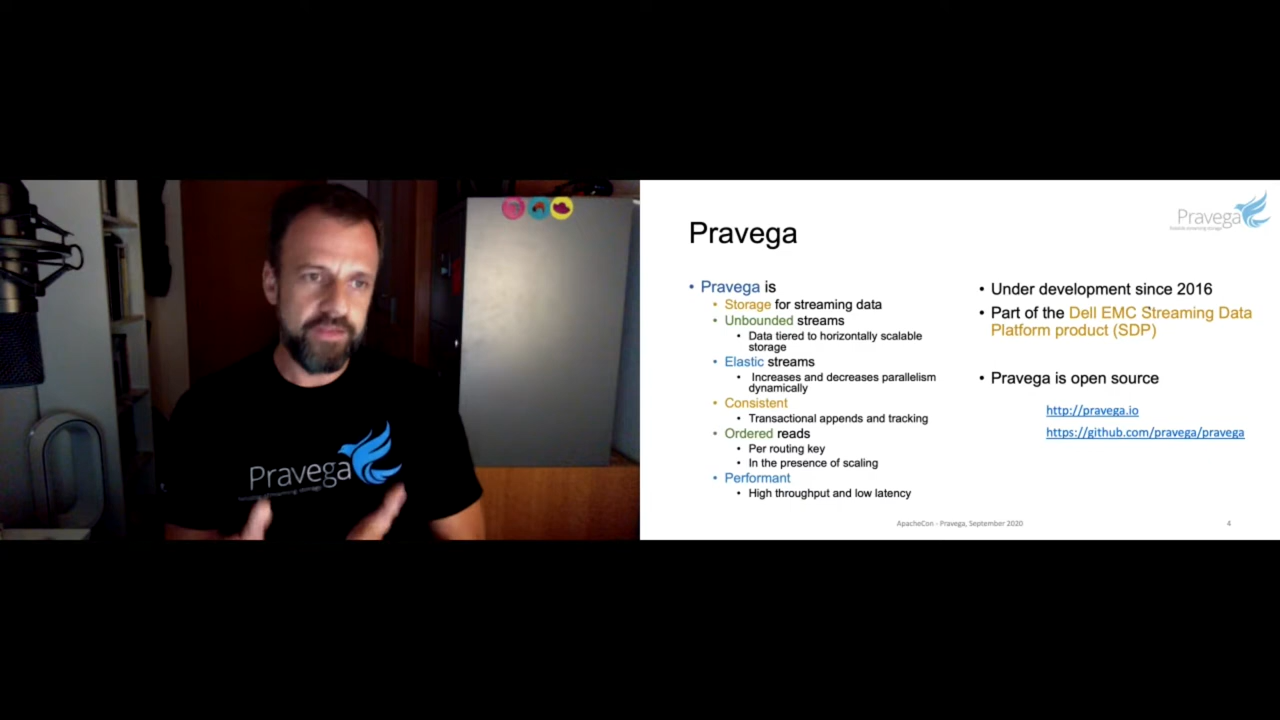 Pravega
Pravega
Pravega
• Pravega is
• Storage for streaming data
• Unbounded streams
• Data tiered to horizontally scalable
storage
• Elastic streams
• Increases and decreases parallelism
dynamically
• Consistent
• Transactional appends and tracking
• Ordered reads
• Per routing key
• In the presence of scaling
• Performant
• High throughput and low latency
• Under development since 2016
• Part of the Dell EMC Streaming Data
Platform product (SDP)
• Pravega is open source
http://pravega.io
https://github.com/pravega/pravega
ApacheCon - Pravega, September 2020
4